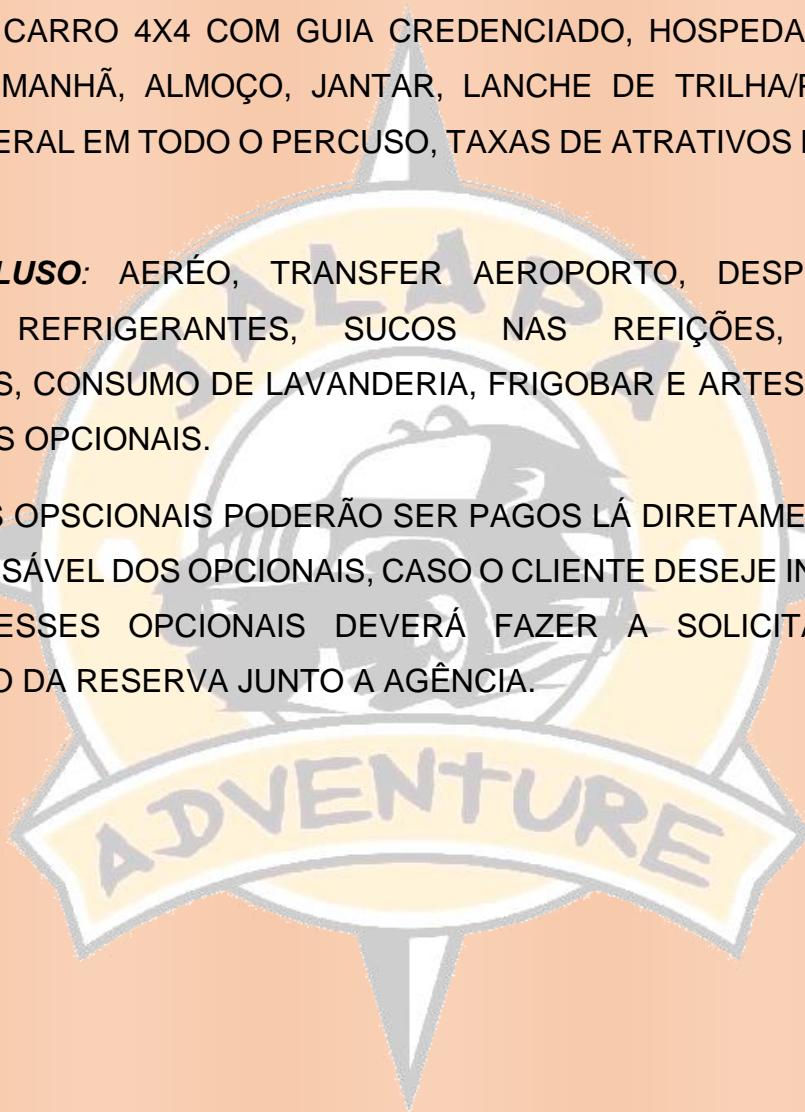 CARRO 4X4 COM GUIA CREDENCIADO, HOSPEDA
MANHÃ, ALMOÇO, JANTAR, LANCHE DE TRILHA/
ERAL EM TODO O PERCUSO, TAXAS DE ATRATIVOS
LUSO: AERÉO, TRANSFER AEROPORTO, DESP
REFRIGERANTES, SUCOS NAS REFIÇÕES,
S, CONSUMO DE LAVANDERIA, FRIGOBAR E ARTES
S OPCIONAIS.
S OPSCIONAIS PODERÃO SER PAGOS LÁ DIRETAME
SÁVEL DOS OPCIONAIS, CASO O CLIENTE DESEJE IN
ESSES OPCIONAIS DEVERÁ FAZER A SOLICITA
O DA RESERVA JUNTO A AGÊNCIA.
JALAPA
ADVENTURE